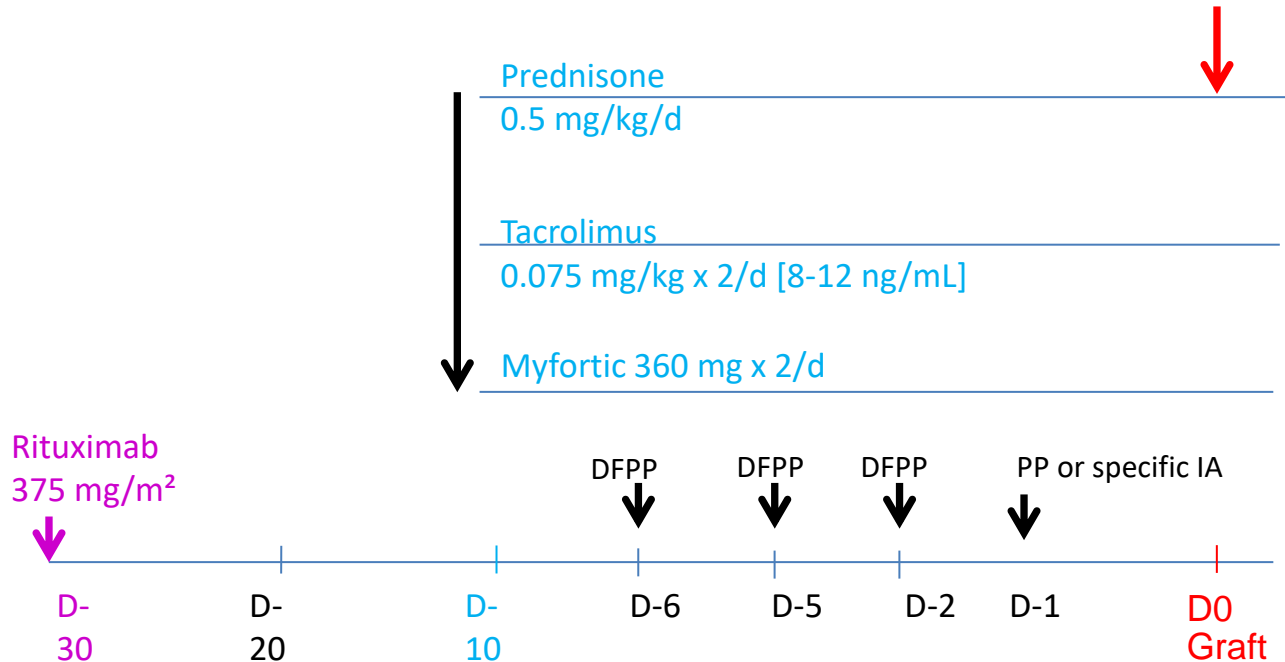 Prednisone
0.5 mg/kg/d
Tacrolimus
0.075 mg/kg x 2/d [8-12 ng/mL]
Myfortic 360 mg x 2/d
Rituximab
375 mg/m²
DFPP
DFPP
DFPP
PP or specific IA
D-
30
D-
20
D-
10
D-6
D-5
D-2
D-1
D0
Graft